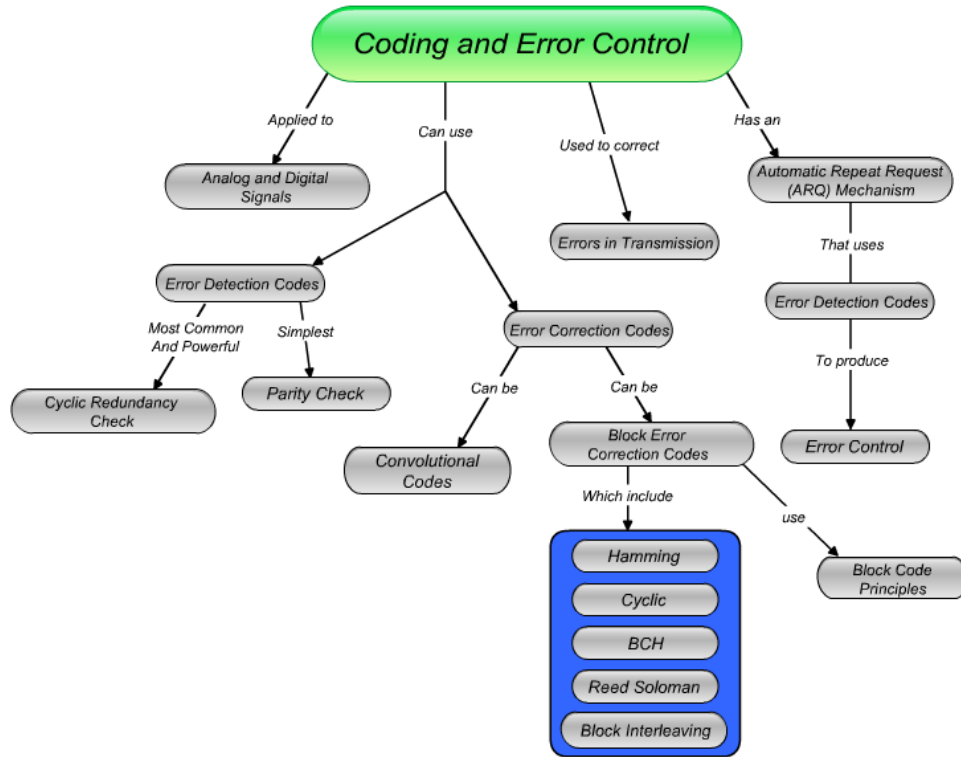 Coding and Error Control
Applied to
Can use
Used to correct
Has an
Analog and Digital
Signals
Automatic Repeat Request
(ARQ) Mechanism
Errors in Transmission
That uses
Error Detection Codes
Error Detection Codes
Most Common
And Powerful
Simplest
Error Correction Codes
To produce
Cyclic Redundancy
Check
Parity Check
Can be
Can be
Convolutional
Codes
Block Error
Correction Codes
Error Control
Which include
use
Hamming
Cyclic
BCH
Reed Soloman
Block Interleaving
Block Code
Principles